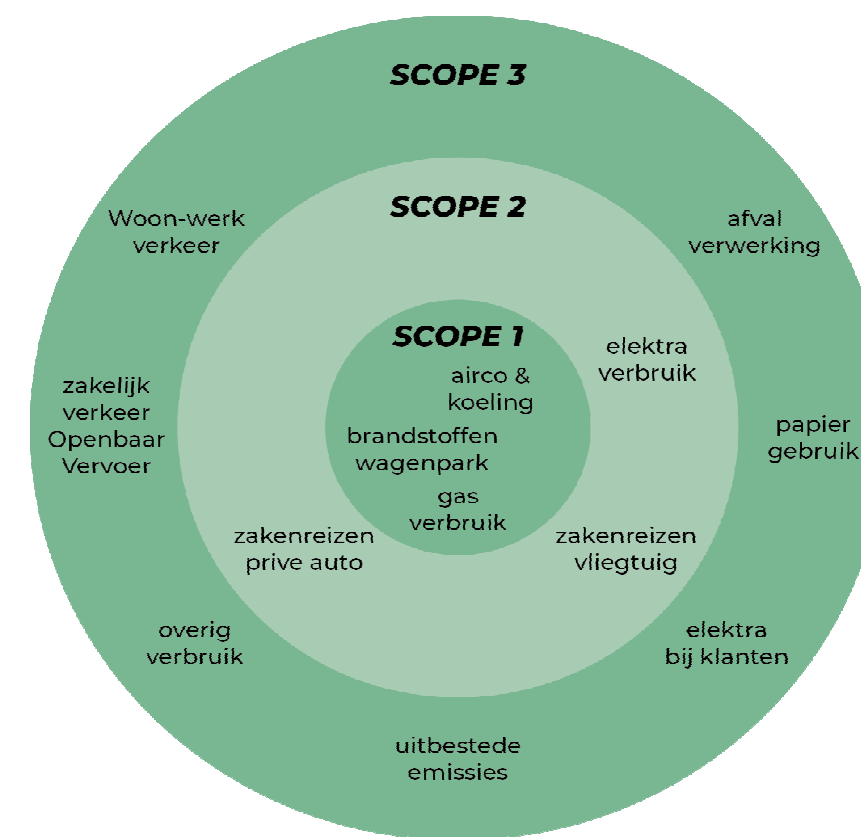 SCOPE 3
Woon-werk
verkeer
afval
verwerking
zakelijk
verkeer
Openbaar
Vervoer
papier
gebruik
overig
verbruik
elektra
bij klanten
uitbestede
emissies
SCOPE 2
elektra
verbruik
zakenreizen
prive auto
zakenreizen
vliegtuig
SCOPE 1
airco &
koeling
brandstoffen
wagenpark
gas
verbruik